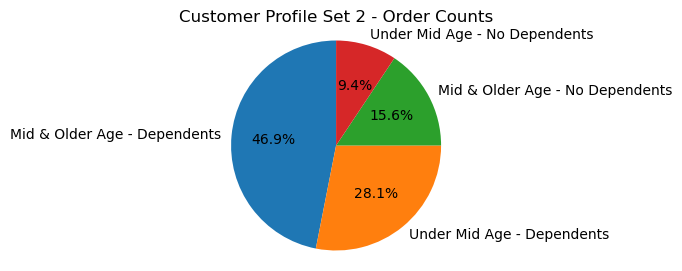 Customer Profile Set 2 - Order Counts
Under Mid Age - No Dependents
9.4%
Mid & Older Age - No Dependents
15.6%
Mid & Older Age - Dependents
46.9%
28.1%
Under Mid Age - Dependents